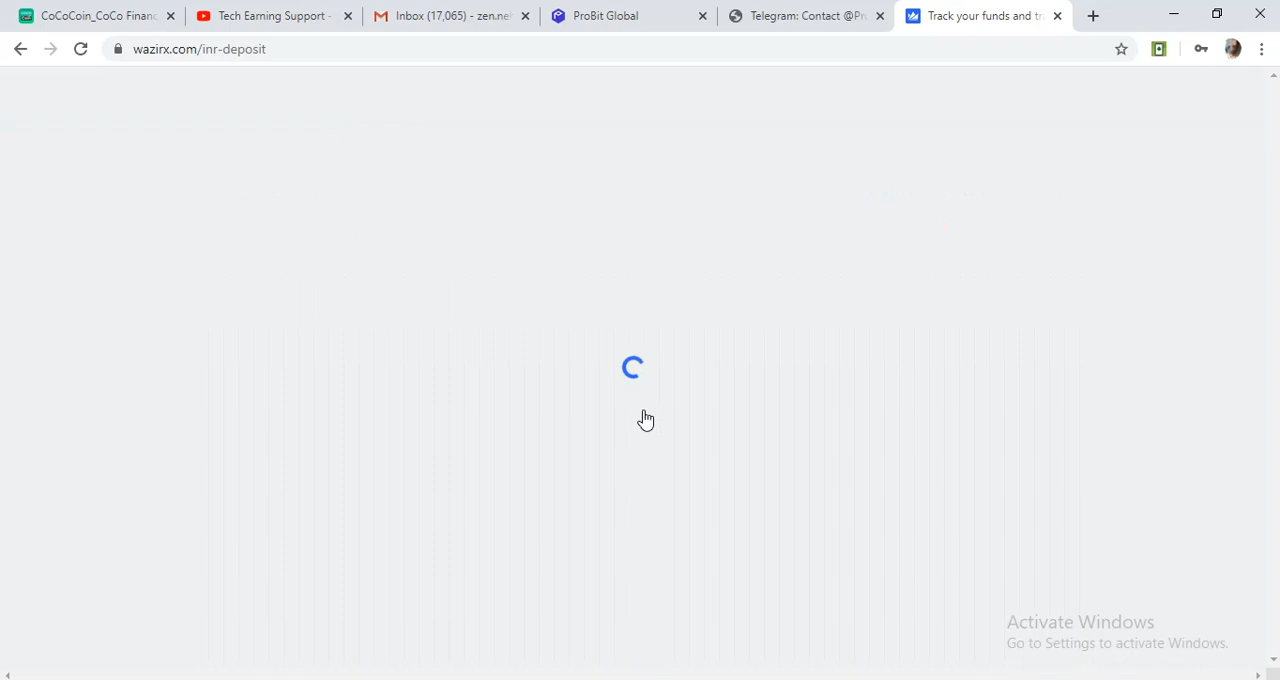 CoCoCoin_CoCo Financ
Tech Earning Support -
Inbox (17,065) - zen.ne
ProBit Global
Telegram: Contact @Pr
Track your funds and tr
wazirx.com/inr-deposit
Activate Windows
Go to Settings to activate Windows.